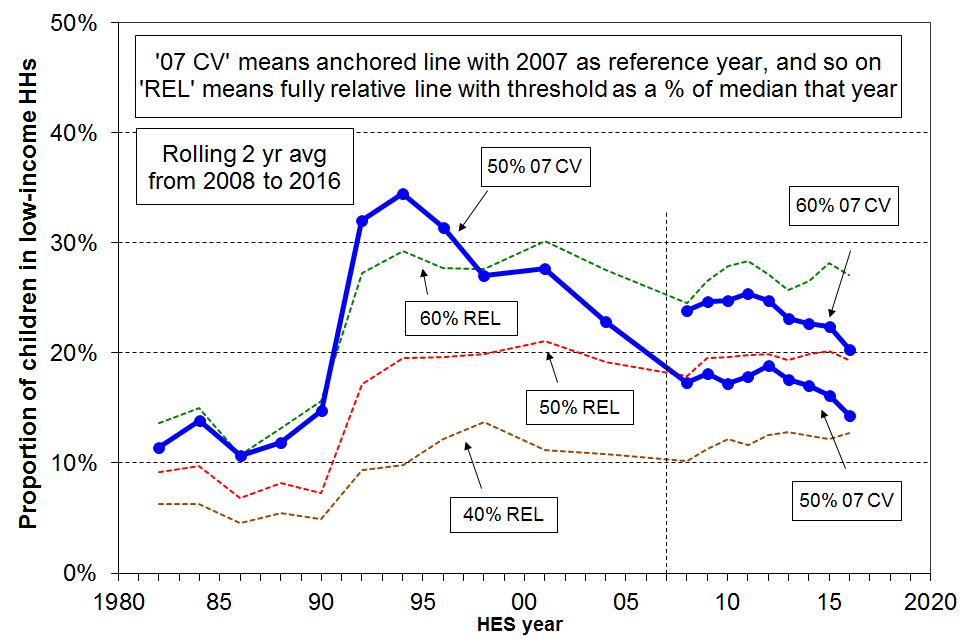 50%
'07 CV' means anchored line with 2007 as reference year, and so on
'REL' means fully relative line with threshold as a % of median that year
40%
Rolling 2 yr avg
from 2008 to 2016
50% 07 CV
60% 07 CV
30%
60% REL
20%
50% REL
10%
40% REL
50% 07 CV
0%
Proportion of children in low-income HHs
1980
85
90
95
00
05
10
15
2020
HES year